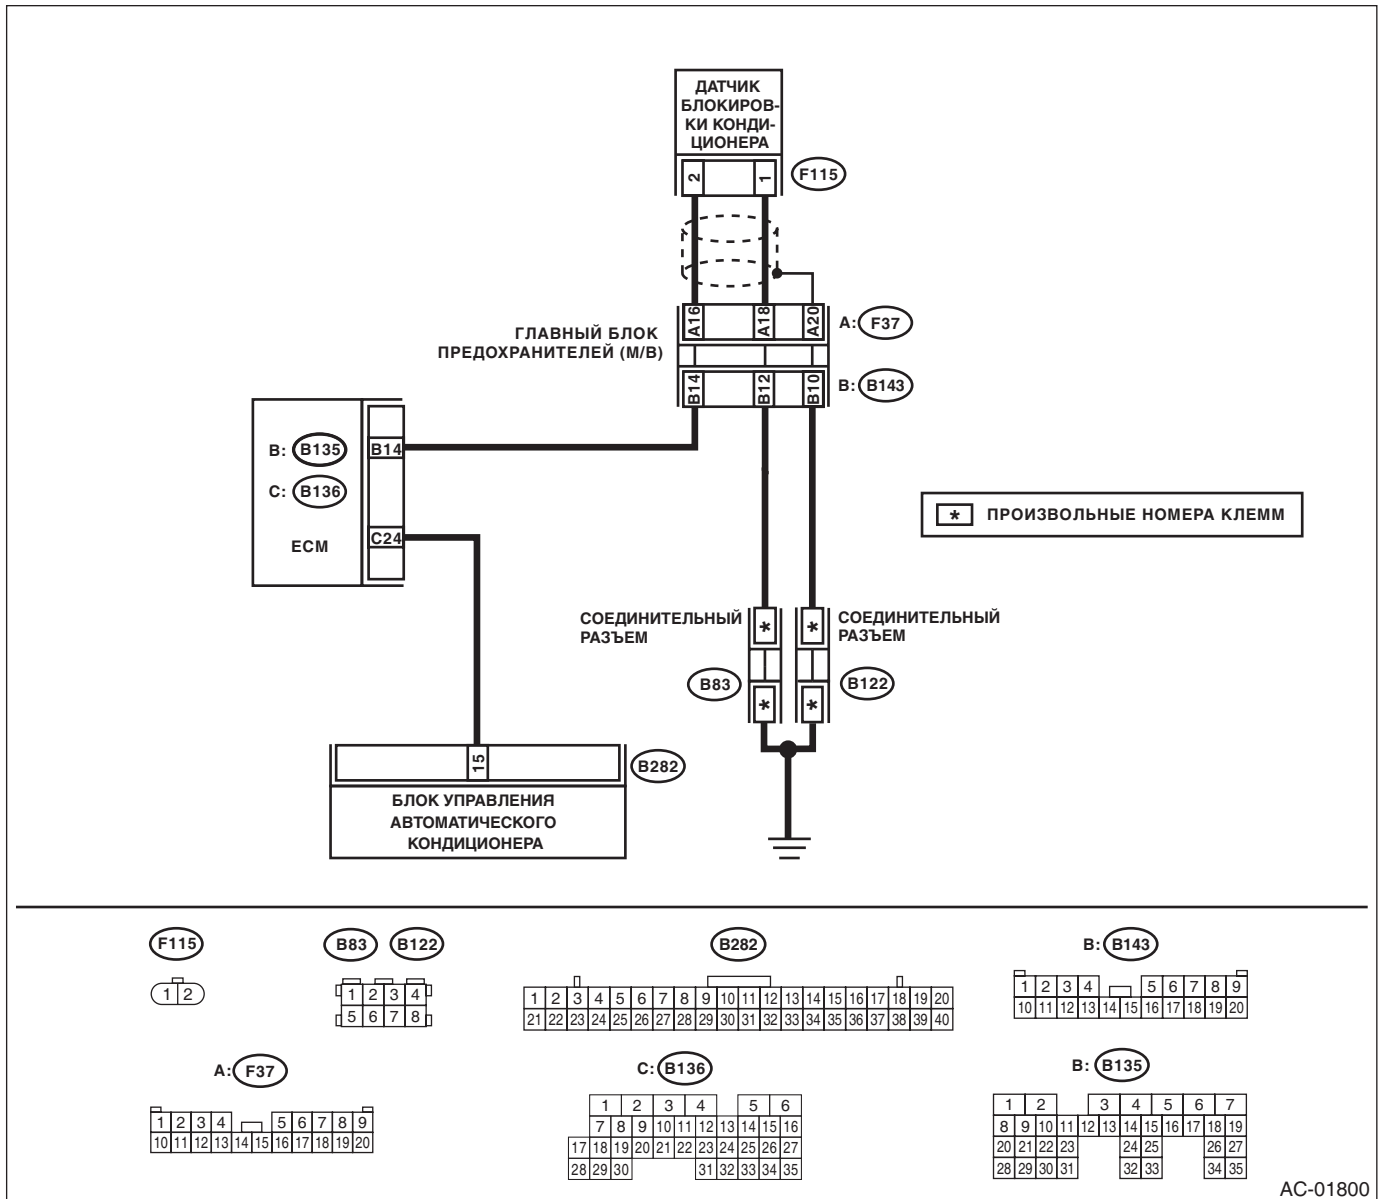 ДАТЧИК
БЛОКИРОВ-
КИ КОНДИ-
ЦИОНЕРА
2 1
F115
A16 A18 A20
A: F37
ГЛАВНЫЙ БЛОК
ПРЕДОХРАНИТЕЛЕЙ (M/B)
B14 B12 B10
B: B143
B: B135
B14
C: B136
C24
ECM
* ПРОИЗВОЛЬНЫЕ НОМЕРА КЛЕММ
СОЕДИНИТЕЛЬНЫЙ
РАЗЪЕМ
* *
СОЕДИНИТЕЛЬНЫЙ
РАЗЪЕМ
B83
* *
B122
15
B282
БЛОК УПРАВЛЕНИЯ
АВТОМАТИЧЕСКОГО
КОНДИЦИОНЕРА
F115
1 2
B83 B122
1 2 3 4
5 6 7 8
B282
1 2 3 4 5 6 7 8 9 10 11 12 13 14 15 16 17 18 19 20
21 22 23 24 25 26 27 28 29 30 31 32 33 34 35 36 37 38 39 40
B: B143
1 2 3 4 5 6 7 8 9
10 11 12 13 14 15 16 17 18 19 20
A: F37
1 2 3 4 5 6 7 8 9
10 11 12 13 14 15 16 17 18 19 20
C: B136
1 2 3 4 5 6
7 8 9 10 11 12 13 14 15 16
17 18 19 20 21 22 23 24 25 26 27
28 29 30 31 32 33 34 35
B: B135
1 2 3 4 5 6 7
8 9 10 11 12 13 14 15 16 17 18 19
20 21 22 23 24 25 26 27
28 29 30 31 32 33 34 35
AC-01800